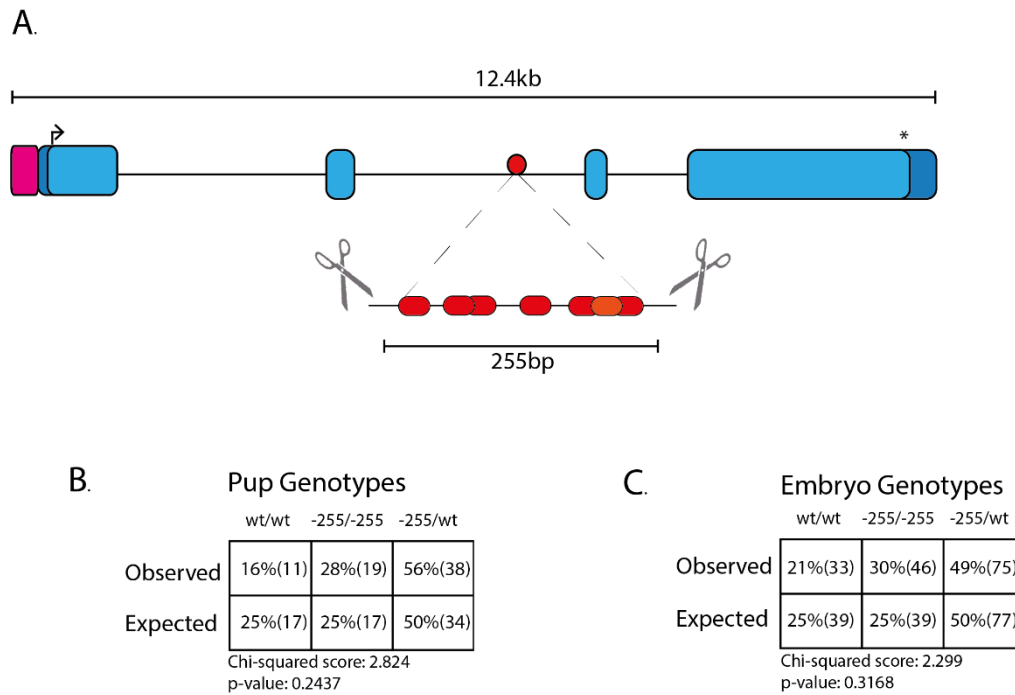 A.
12.4kb
*
255bp
B.
Pup Genotypes
wt/wt -255/-255 -255/wt
Observed 16%(11) 28%(19) 56%(38)
Expected 25%(17) 25%(17) 50%(34)
Chi-squared score: 2.824
p-value: 0.2437
C.
Embryo Genotypes
wt/wt -255/-255 -255/wt
Observed 21%(33) 30%(46) 49%(75)
Expected 25%(39) 25%(39) 50%(77)
Chi-squared score: 2.299
p-value: 0.3168